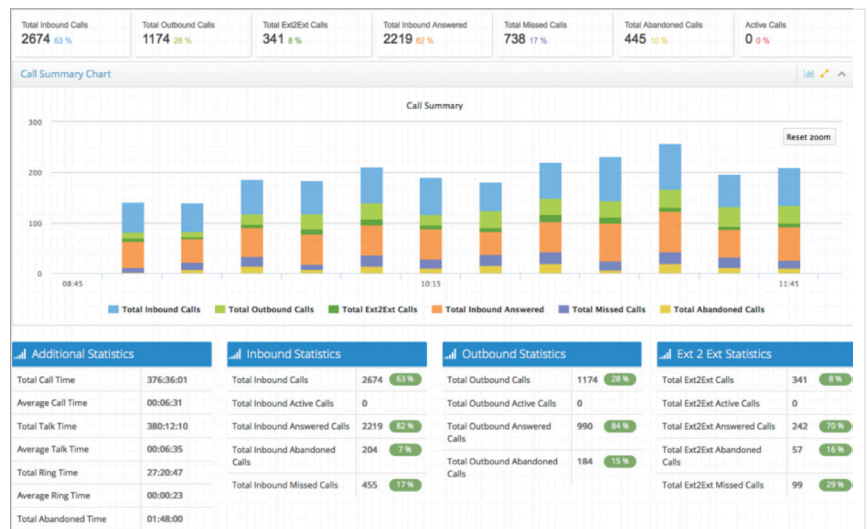 Total Inbound Calls
2674 63 %
Total Outbound Calls
1174 28 %
Total Ext2Ext Calls
341 8 %
Total Inbound Answered
2219 82 %
Total Missed Calls
738 17 %
Total Abandoned Calls
445 10 %
Active Calls
0 0 %
Call Summary Chart
Call Summary
Reset zoom
300
200
100
0
08:45 10:15 11:45
Total Inbound Calls Total Outbound Calls Total Ext2Ext Calls Total Inbound Answered Total Missed Calls Total Abandoned Calls
Additional Statistics
Total Call Time 376:36:01
Average Call Time 00:06:31
Total Talk Time 380:12:10
Average Talk Time 00:06:35
Total Ring Time 27:20:47
Average Ring Time 00:00:23
Total Abandoned Time 01:48:00
Inbound Statistics
Total Inbound Calls 2674 63 %
Total Inbound Active Calls 0
Total Inbound Answered Calls 2219 82 %
Total Inbound Abandoned 204 7 %
Calls
Total Inbound Missed Calls 455 17 %
Outbound Statistics
Total Outbound Calls 1174 28 %
Total Outbound Active Calls 0
Total Outbound Answered 990 84 %
Calls
Total Outbound Abandoned 184 15 %
Calls
Ext 2 Ext Statistics
Total Ext2Ext Calls 341 8 %
Total Ext2Ext Active Calls 0
Total Ext2Ext Answered Calls 242 70 %
Total Ext2Ext Abandoned 57 16 %
Calls
Total Ext2Ext Missed Calls 99 29 %